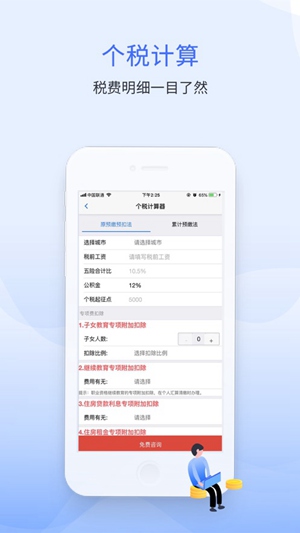 个税计算
税费明细一目了然
中国联通 下午2:25 65%
个税计算器
原预缴预扣法 累计预缴法
选择城市 请选择城市
税前工资 请填写税前工资
五险合计比 10.5%
公积金 12%
个税起征点 5000
专项费扣除
1.子女教育专项附加扣除
子女人数: - 0 +
扣除比例: 选择扣除比例
2.继续教育专项附加扣除
费用有无: 请选择
3.住房贷款利息专项附加扣除
费用有无: 请选择
4.住房租金专项附加扣除
免费咨询